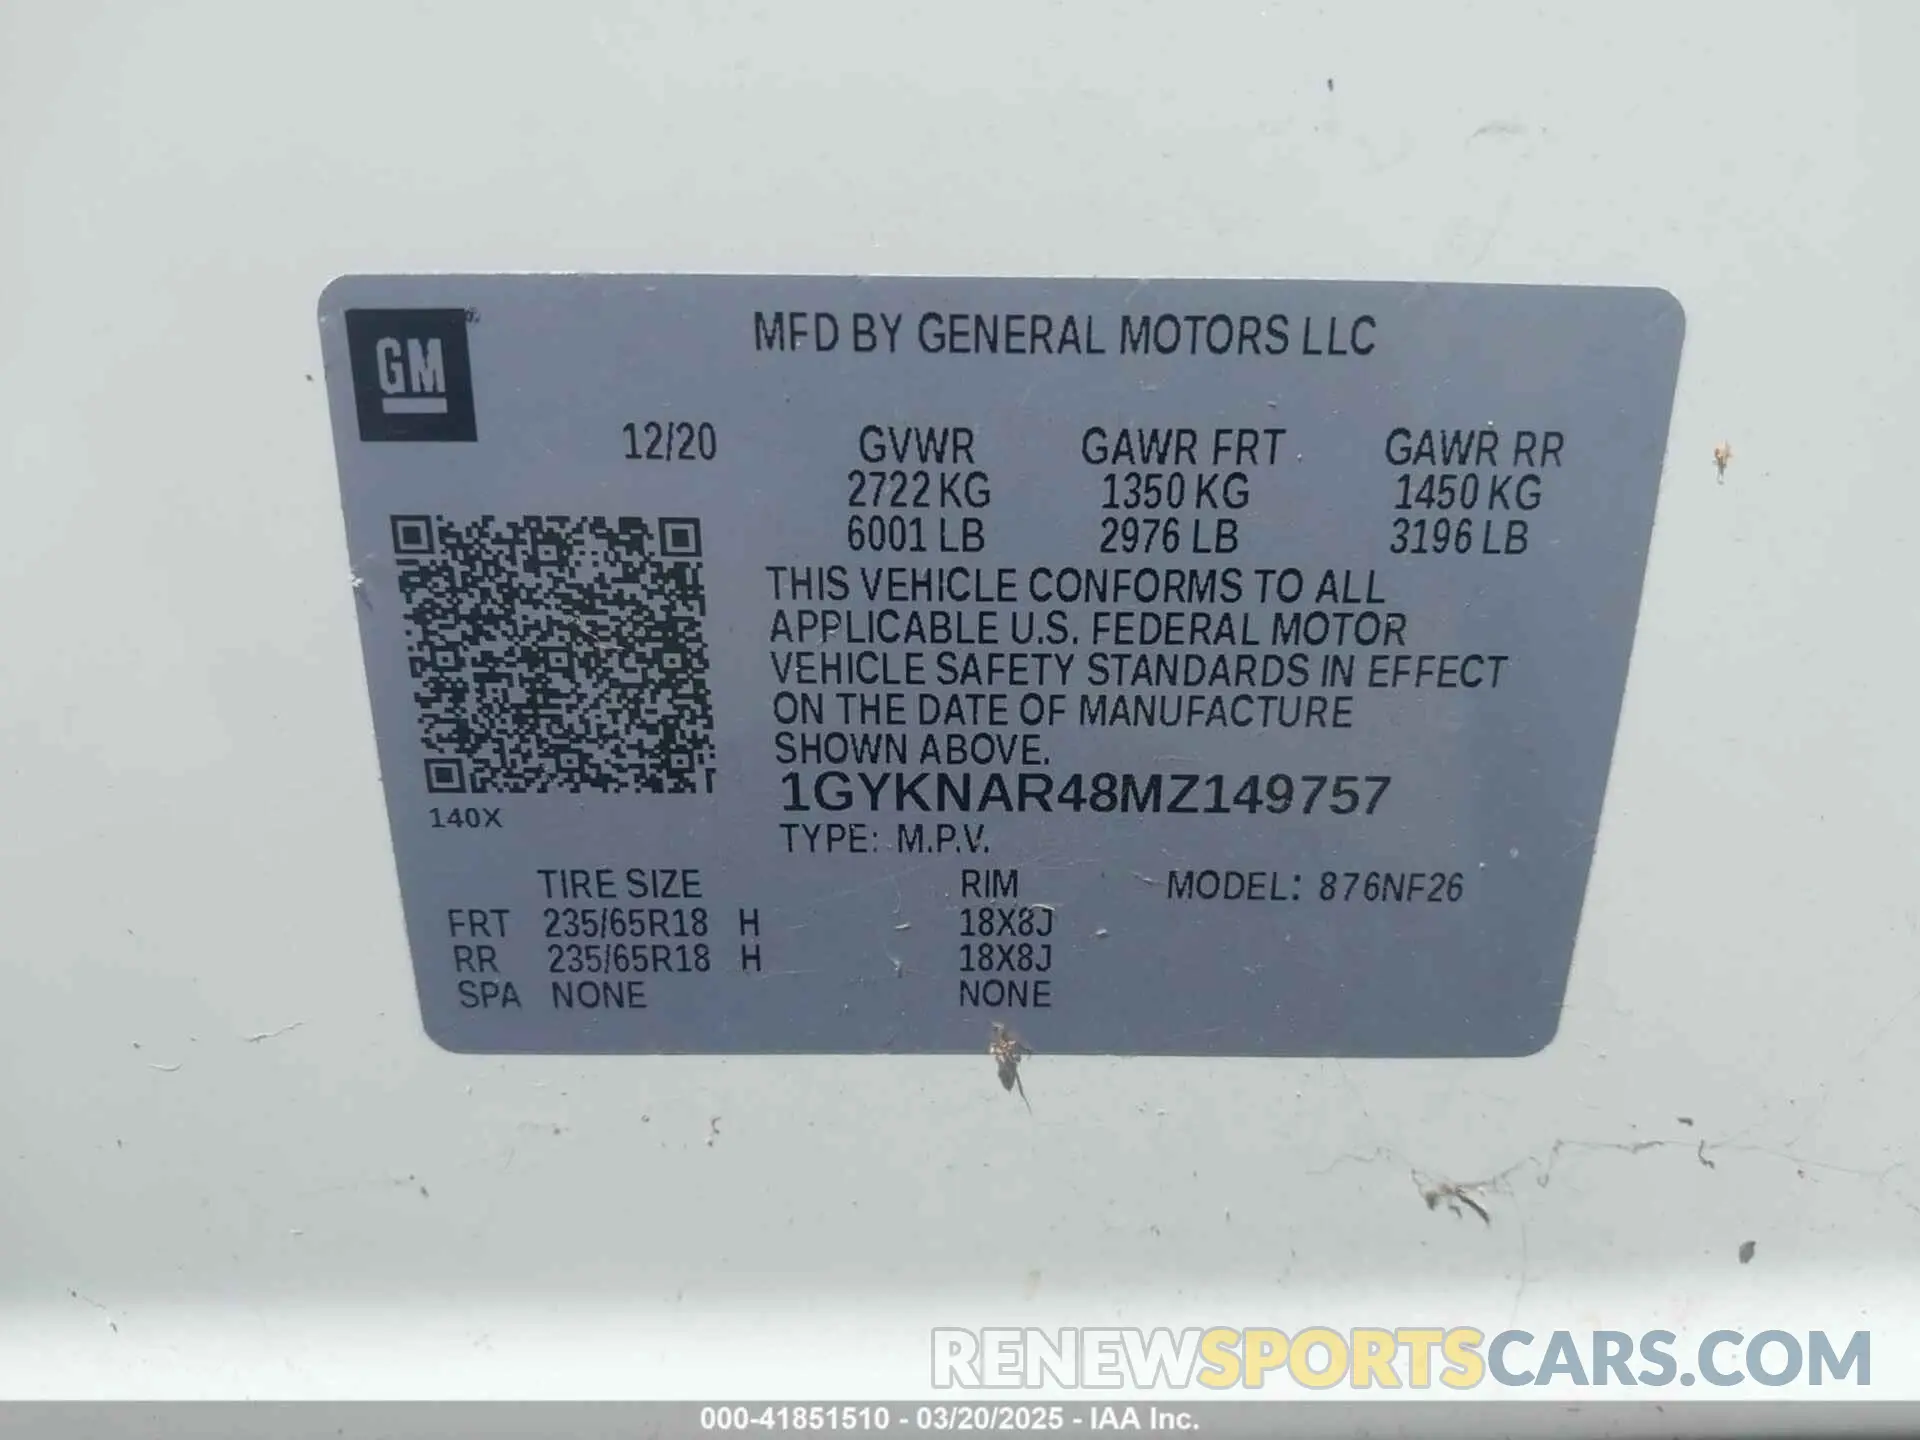 MFD BY GENERAL MOTORS LLC
GM
12/20 GVWR GAWR FRT GAWR RR
2722 KG 1350 KG 1450 KG
6001 LB 2976 LB 3196 LB
THIS VEHICLE CONFORMS TO ALL
APPLICABLE U.S. FEDERAL MOTOR
VEHICLE SAFETY STANDARDS IN EFFECT
ON THE DATE OF MANUFACTURE
SHOWN ABOVE.
1GYKNAR48MZ149757
140X
TYPE: M.P.V.
TIRE SIZE RIM MODEL: 876NF26
FRT 235/65R18 H 18X8J
RR 235/65R18 H 18X8J
SPA NONE NONE
RENEWSPORTSCARS.COM
000-41851510 - 03/20/2025 - IAA Inc.